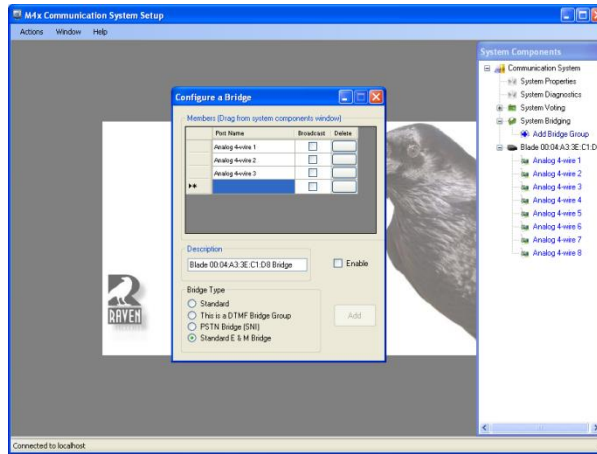 M4x Communication System Setup
Actions Window Help
System Components
Communication System
System Properties
System Diagnostics
System Voting
System Bridging
Add Bridge Group
Blade 00:04:A3:3E:C1:D
Analog 4-wire 1
Analog 4-wire 2
Analog 4-wire 3
Analog 4-wire 4
Analog 4-wire 5
Analog 4-wire 6
Analog 4-wire 7
Analog 4-wire 8
Configure a Bridge
Members (Drag from system components window)
Port Name Broadcast Delete
Analog 4-wire 1
Analog 4-wire 2
Analog 4-wire 3
Description
Blade 00:04:A3:3E:C1:D8 Bridge
Enable
Bridge Type
Standard
This is a DTMF Bridge Group
PSTN Bridge (SNI)
Standard E & M Bridge
Add
RAVEN
Connected to localhost